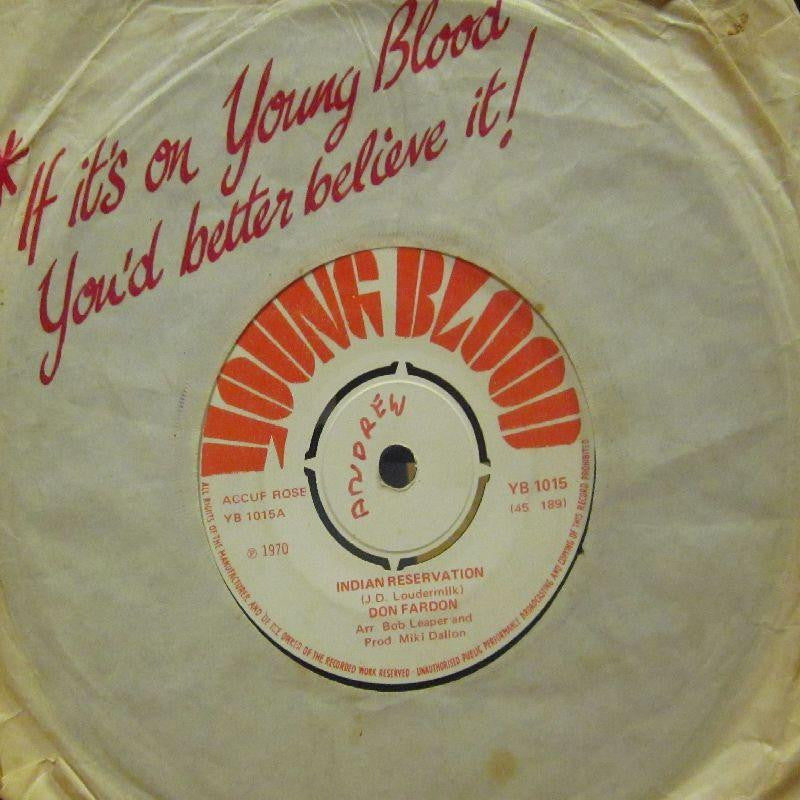 *If it's on Young Blood
You'd better believe it!
YOUNG BLOOD
ANDREW
ACCUF ROSE
YB 1015A
℗ 1970
YB 1015
(45 189)
INDIAN RESERVATION
(J.D. Loudermilk)
DON FARDON
Arr Bob Leaper and
Prod Miki Dallon
ALL RIGHTS OF THE MANUFACTURER AND OF THE OWNER OF THE RECORDED WORK RESERVED - UNAUTHORISED PUBLIC PERFORMANCE BROADCASTING AND COPYING OF THIS RECORD PROHIBITED